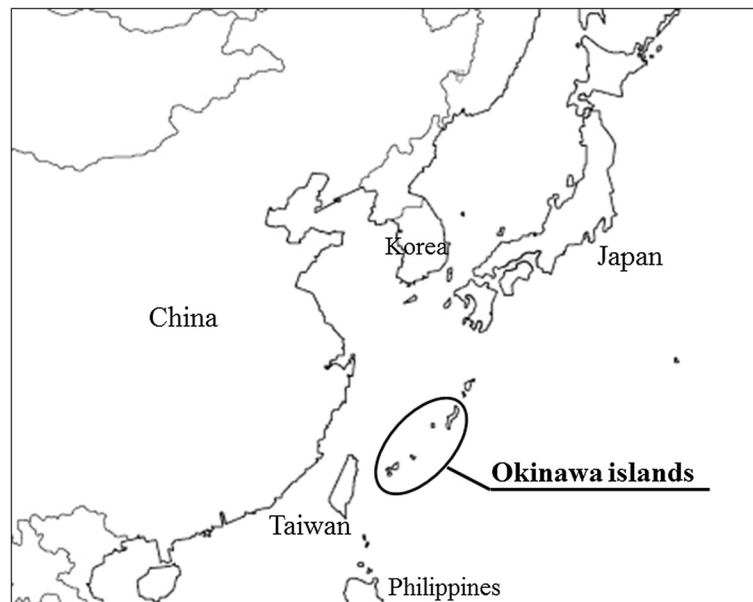 Korea
Japan
China
Okinawa islands
Taiwan
Philippines